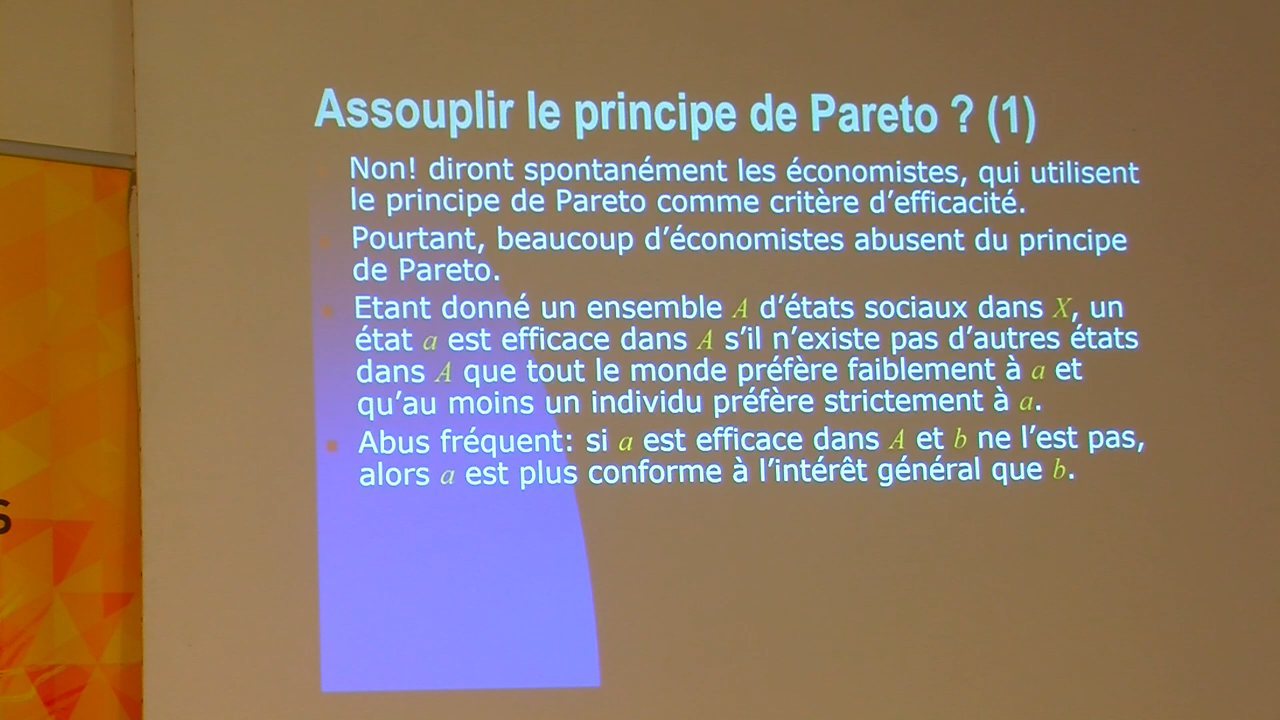 Assouplir le principe de Pareto ? (1)
Non! diront spontanément les économistes, qui utilisent
le principe de Pareto comme critère d’efficacité.
Pourtant, beaucoup d’économistes abusent du principe
de Pareto.
Etant donné un ensemble A d’états sociaux dans X, un
état a est efficace dans A s’il n’existe pas d’autres états
dans A que tout le monde préfère faiblement à a et
qu’au moins un individu préfère strictement à a.
Abus fréquent: si a est efficace dans A et b ne l’est pas,
alors a est plus conforme à l’intérêt général que b.